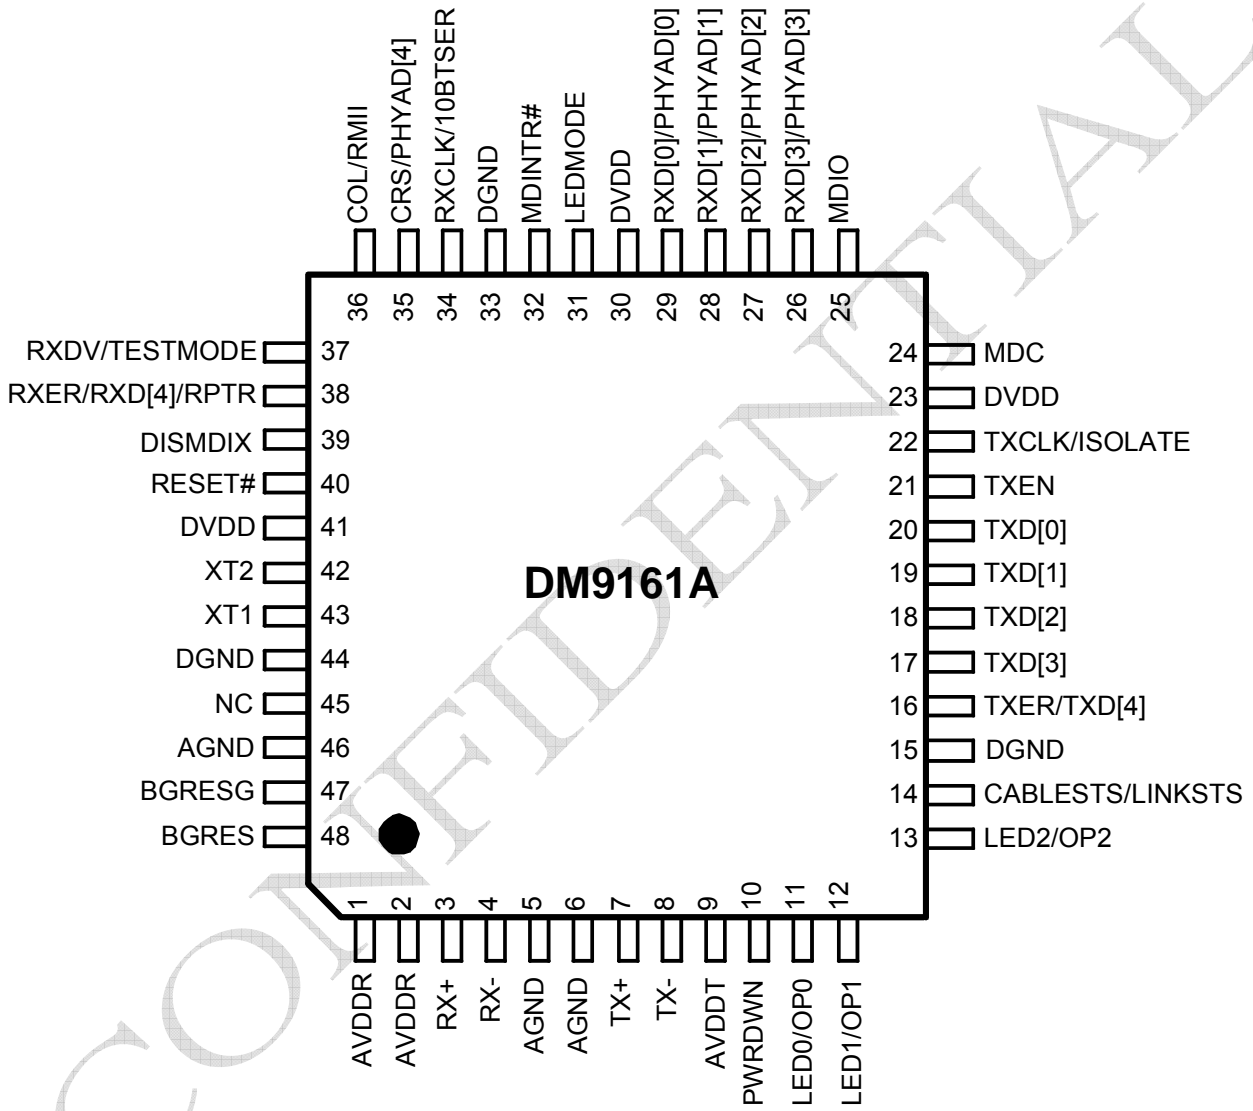 COL/RMII
CRS/PHYAD[4]
RXCLK/10BTSER
DGND
MDINTR#
LEDMODE
DVDD
RXD[0]/PHYAD[0]
RXD[1]/PHYAD[1]
RXD[2]/PHYAD[2]
RXD[3]/PHYAD[3]
MDIO
36 35 34 33 32 31 30 29 28 27 26 25
RXDV/TESTMODE 37
RXER/RXD[4]/RPTR 38
DISMDIX 39
RESET# 40
DVDD 41
XT2 42
XT1 43
DGND 44
NC 45
AGND 46
BGRESG 47
BGRES 48
DM9161A
24 MDC
23 DVDD
22 TXCLK/ISOLATE
21 TXEN
20 TXD[0]
19 TXD[1]
18 TXD[2]
17 TXD[3]
16 TXER/TXD[4]
15 DGND
14 CABLESTS/LINKSTS
13 LED2/OP2
1 2 3 4 5 6 7 8 9 10 11 12
AVDDR
AVDDR
RX+
RX-
AGND
AGND
TX+
TX-
AVDDT
PWRDWN
LED0/OP0
LED1/OP1
CONFIDENTIAL